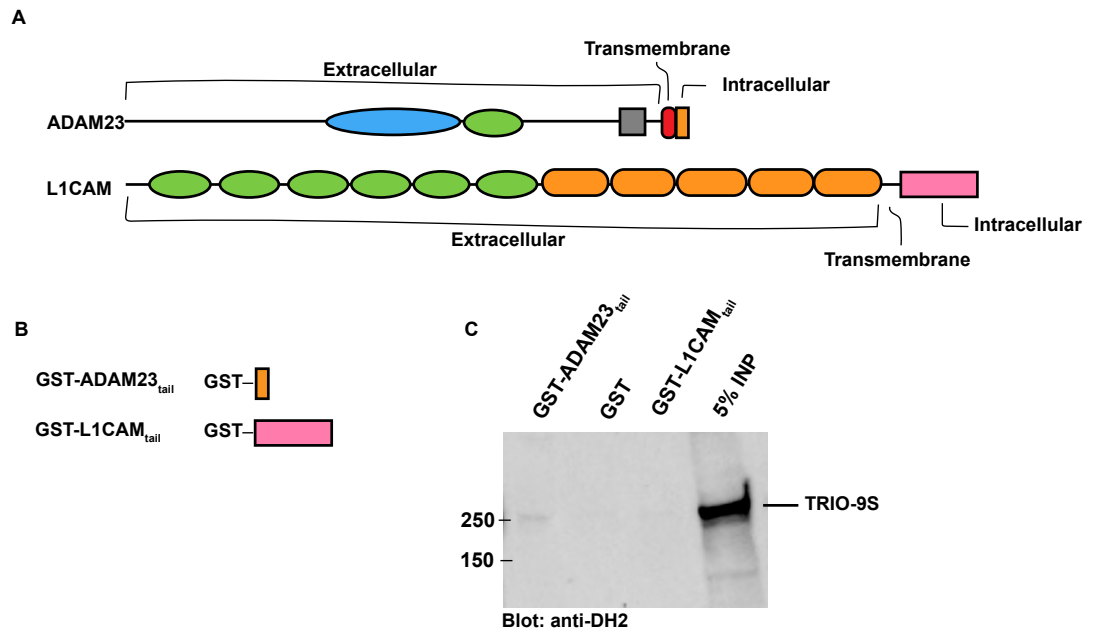 A
Transmembrane
Extracellular
Intracellular
ADAM23
L1CAM
Intracellular
Extracellular
Transmembrane
B
C
GST-ADAM23tail
GST
GST-L1CAMtail
5% INP
GST-ADAM23tail GST
GST-L1CAMtail GST
TRIO-9S
250
150
Blot: anti-DH2